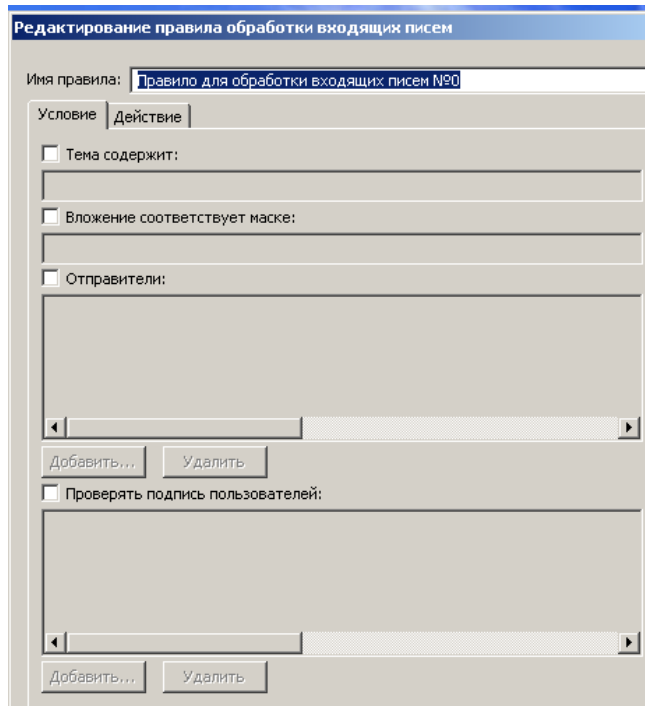 Редактирование правила обработки входящих писем
Имя правила: Правило для обработки входящих писем №0
Условие Действие
Тема содержит:
Вложение соответствует маске:
Отправители:
Добавить... Удалить
Проверять подпись пользователей:
Добавить... Удалить